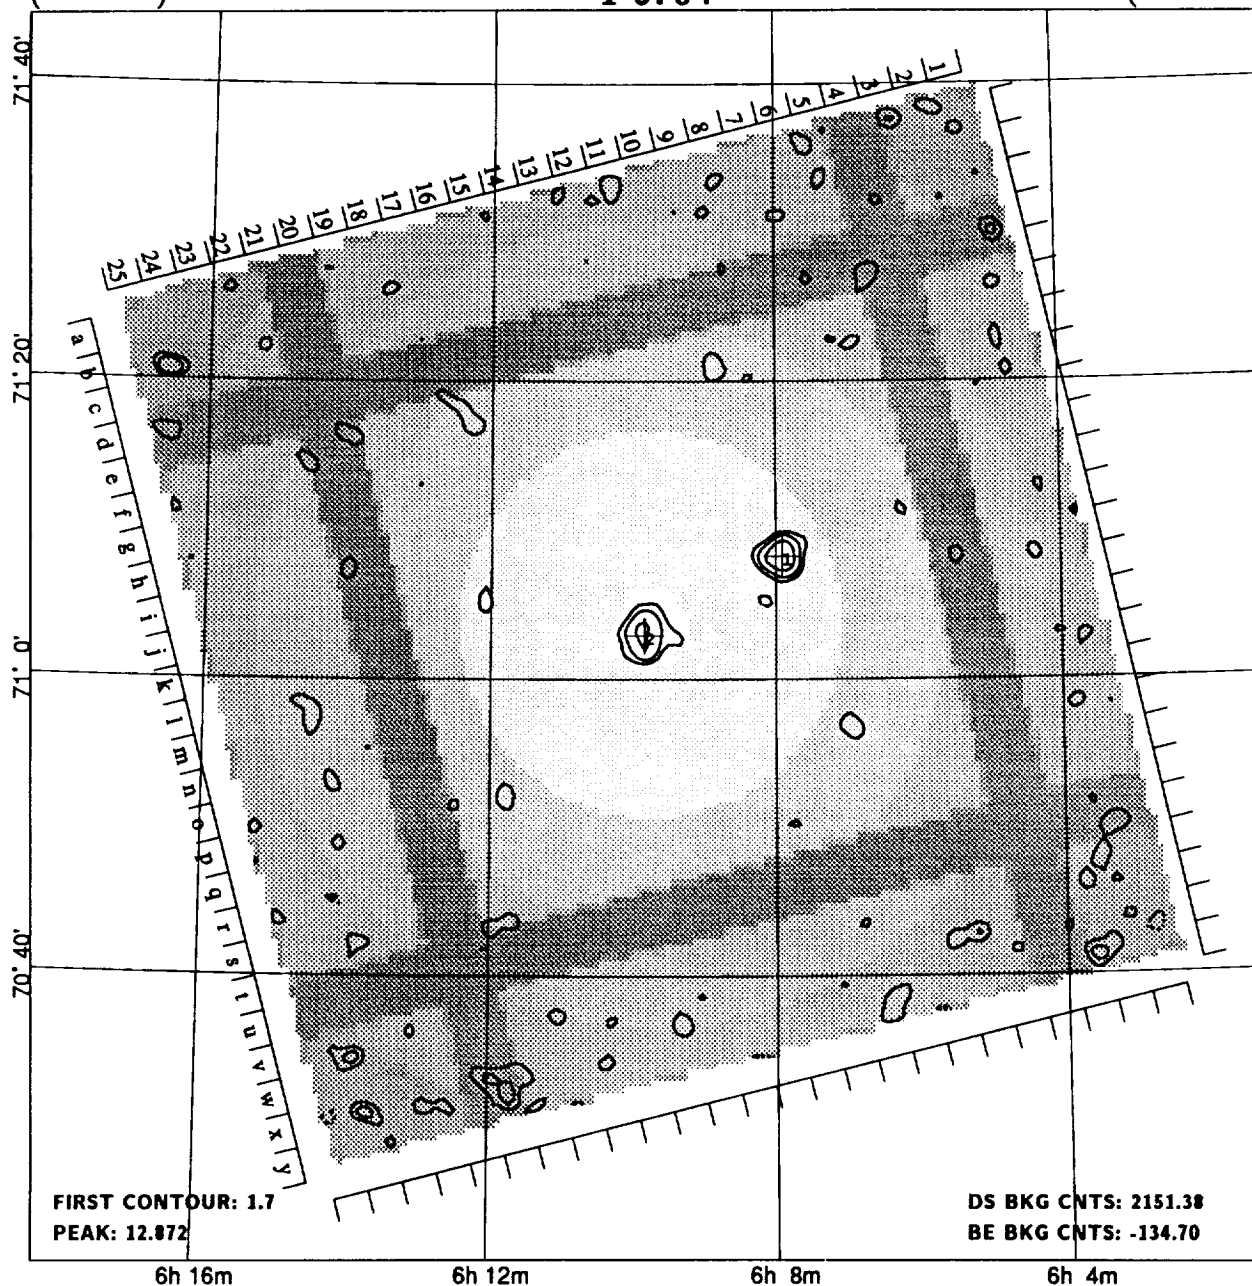 71° 40'
1 2 3 4 5 6 7 8 9 10 11 12 13 14 15 16 17 18 19 20 21 22 23 24 25
71° 20'
a b c d e f g h i j k l m n o p q r s t u v w x y
1
2
71° 0'
70° 40'
FIRST CONTOUR: 1.7
PEAK: 12.872
DS BKG CNTS: 2151.38
BE BKG CNTS: -134.70
6h 16m 6h 12m 6h 8m 6h 4m